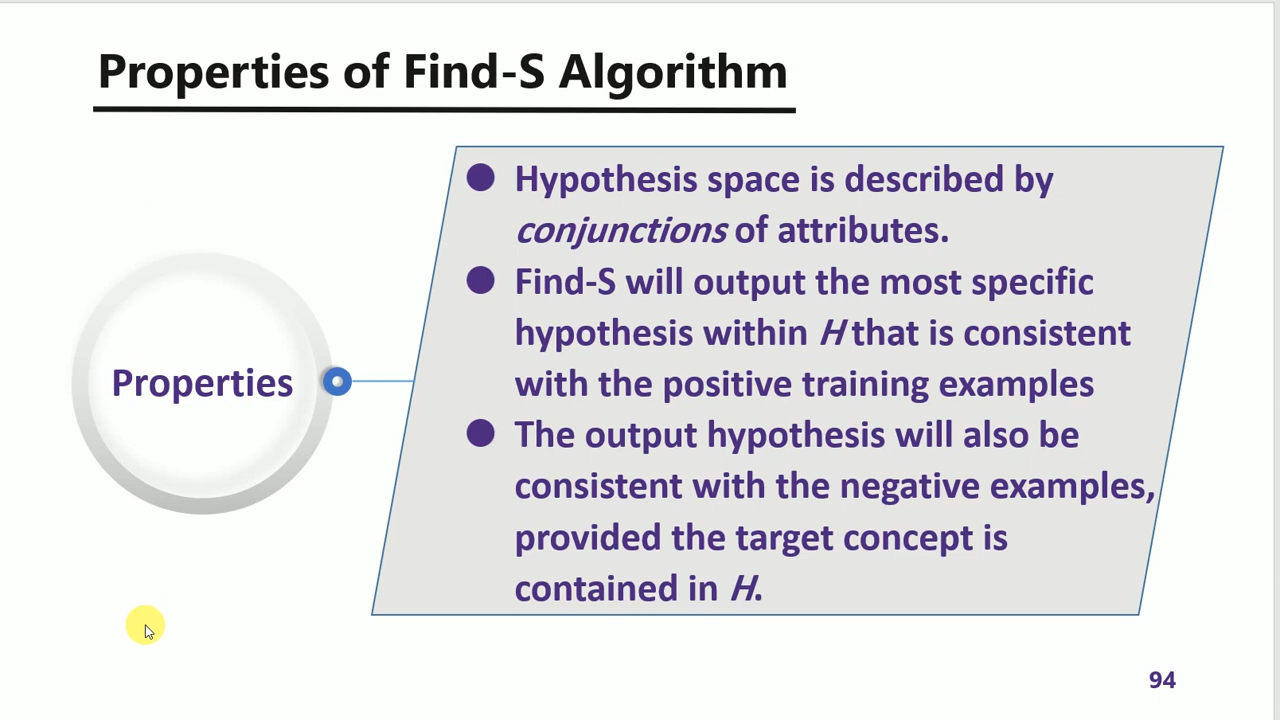 Properties of Find-S Algorithm
Properties
● Hypothesis space is described by
conjunctions of attributes.
● Find-S will output the most specific
hypothesis within H that is consistent
with the positive training examples
● The output hypothesis will also be
consistent with the negative examples,
provided the target concept is
contained in H.
94